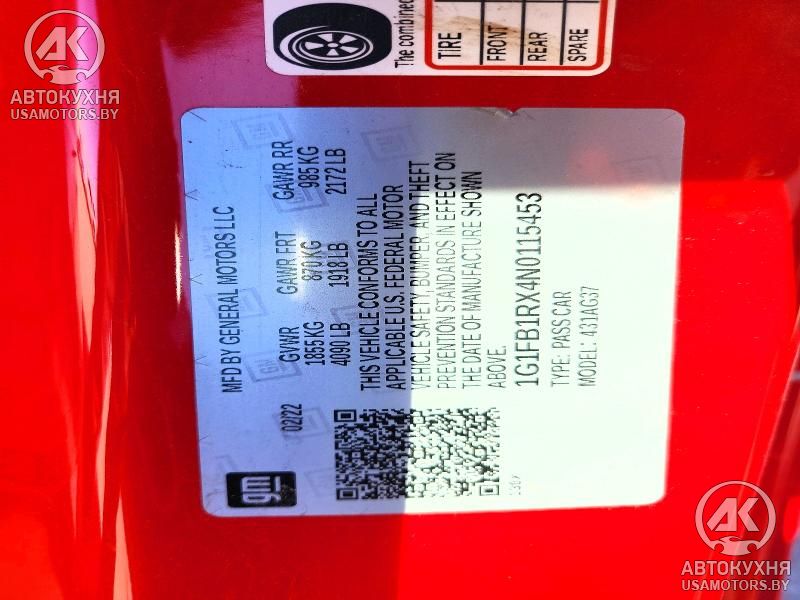 АВТОКУХНЯ
USAMOTORS.BY
The combined
TIRE
FRONT
REAR
SPARE
gm
MFD BY GENERAL MOTORS LLC
02/22 GVWR GAWR FRT GAWR RR
1855 KG 870 KG 985 KG
4090 LB 1918 LB 2172 LB
THIS VEHICLE CONFORMS TO ALL
APPLICABLE U.S. FEDERAL MOTOR
VEHICLE SAFETY, BUMPER, AND THEFT
PREVENTION STANDARDS IN EFFECT ON
THE DATE OF MANUFACTURE SHOWN
ABOVE.
1G1FB1RX4N0115453
TYPE: PASS CAR
MODEL: 431AG37
АВТОКУХНЯ
USAMOTORS.BY